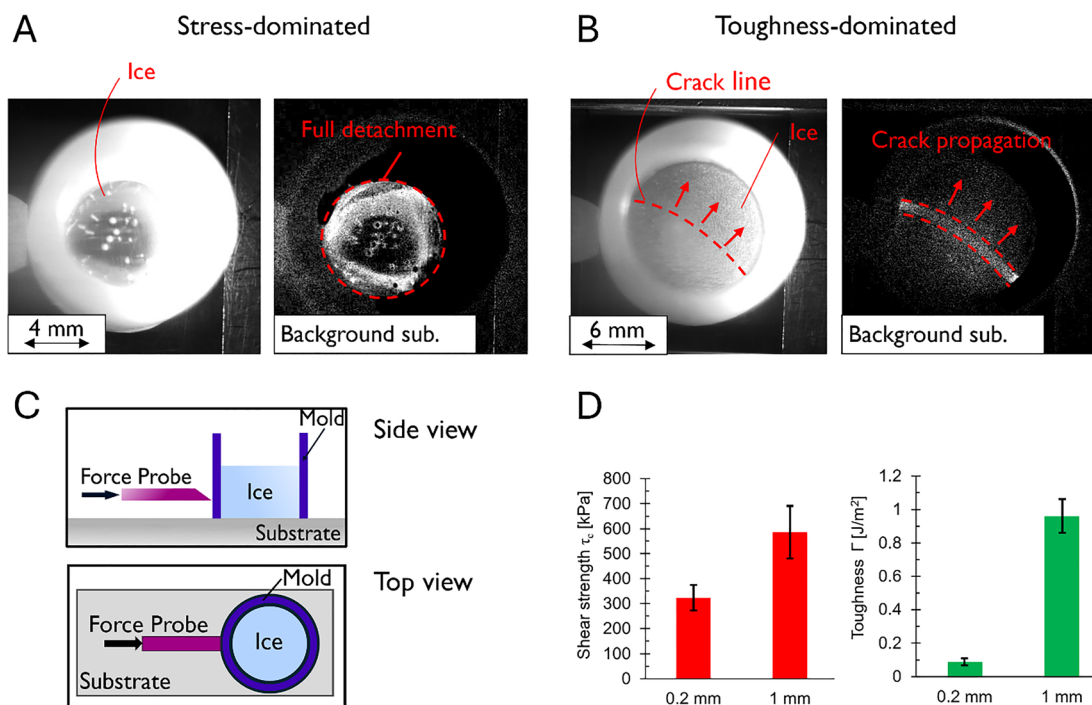 A
Stress-dominated
Ice
Full detachment
4 mm
Background sub.
B
Toughness-dominated
Crack line
Ice
Crack propagation
6 mm
Background sub.
C
Side view
Mold
Force Probe
Ice
Substrate
Top view
Mold
Force Probe
Ice
Substrate
D
Shear strength τc [kPa]
800
700
600
500
400
300
200
100
0
0.2 mm
1 mm
Toughness Γ [J/m²]
1.2
1
0.8
0.6
0.4
0.2
0
0.2 mm
1 mm